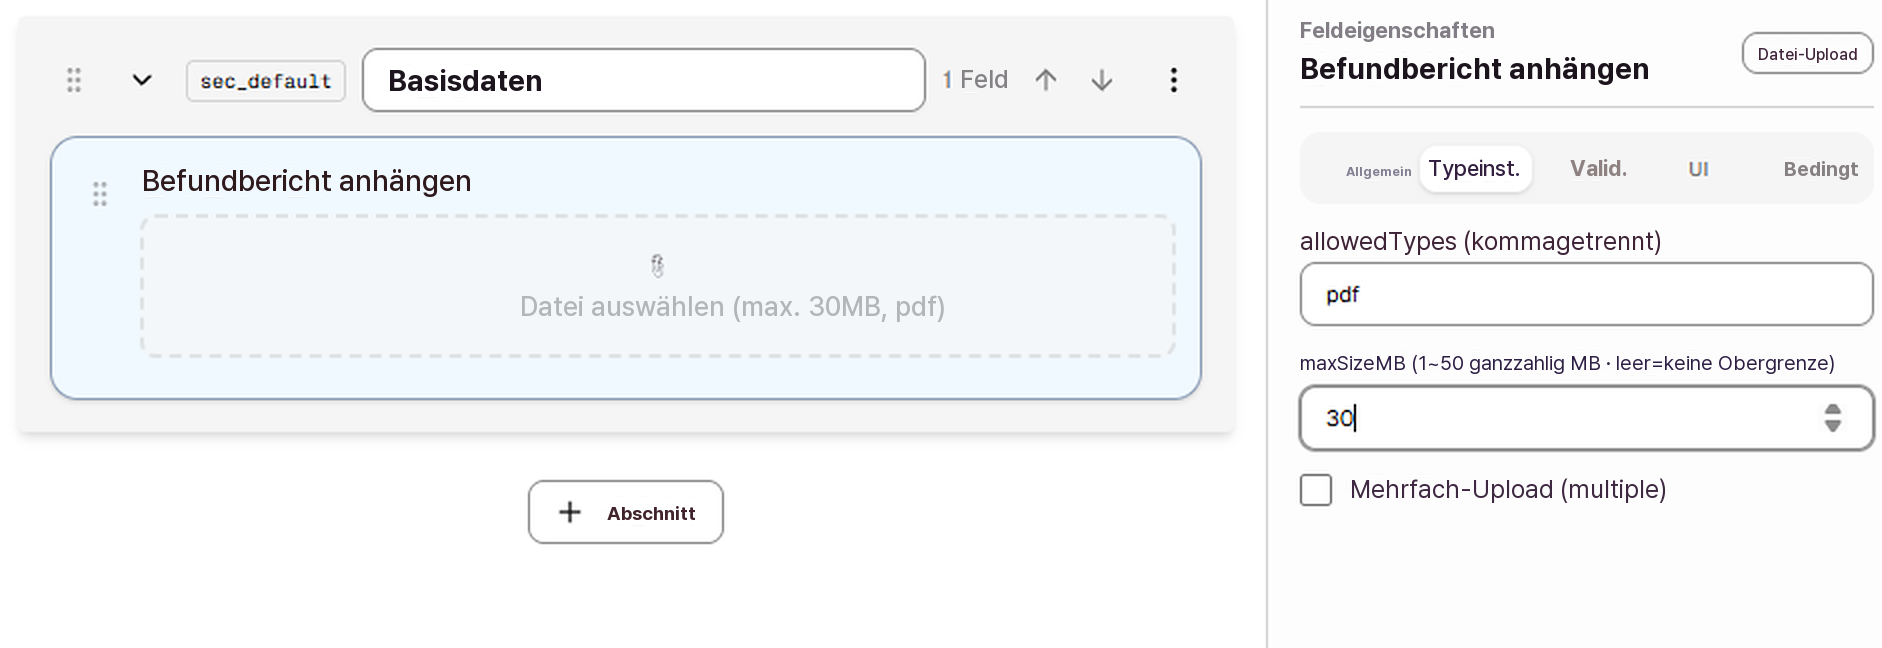 sec_default
Basisdaten
1 Feld
Befundbericht anhängen
Datei auswählen (max. 30MB, pdf)
Abschnitt
Feldeigenschaften
Befundbericht anhängen
Datei-Upload
Allgemein Typeinst. Valid. UI Bedingt
allowedTypes (kommagetrennt)
pdf
maxSizeMB (1~50 ganzzahlig MB · leer=keine Obergrenze)
30
Mehrfach-Upload (multiple)